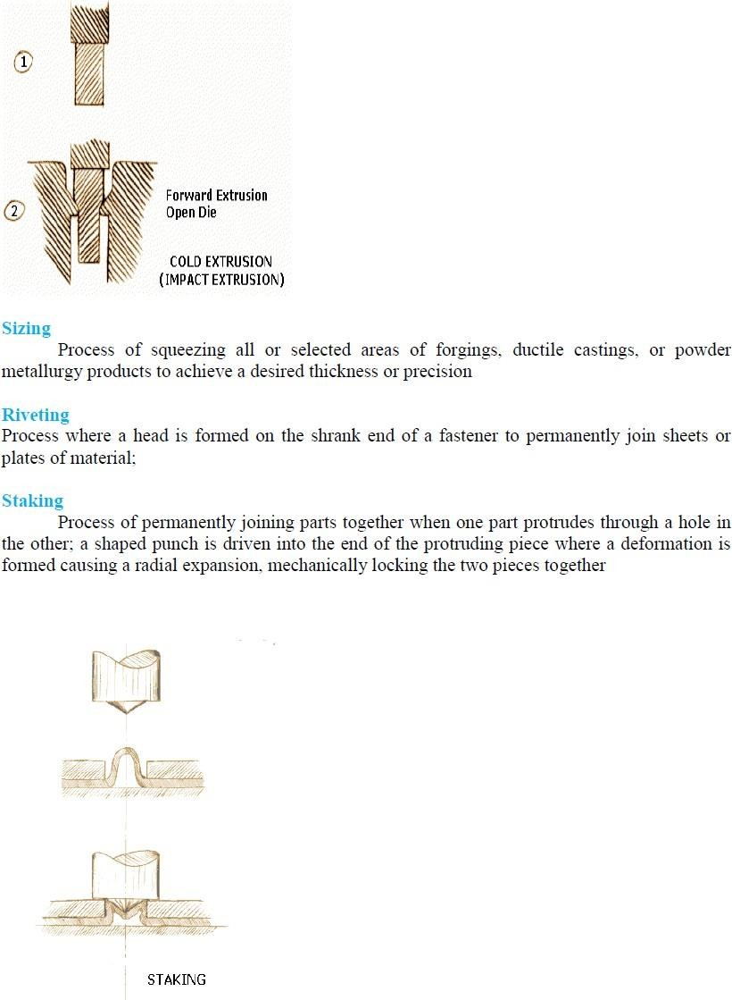 1
2
Forward Extrusion
Open Die
COLD EXTRUSION
(IMPACT EXTRUSION)
Sizing
Process of squeezing all or selected areas of forgings, ductile castings, or powder
metallurgy products to achieve a desired thickness or precision
Riveting
Process where a head is formed on the shrank end of a fastener to permanently join sheets or
plates of material;
Staking
Process of permanently joining parts together when one part protrudes through a hole in
the other; a shaped punch is driven into the end of the protruding piece where a deformation is
formed causing a radial expansion, mechanically locking the two pieces together
STAKING